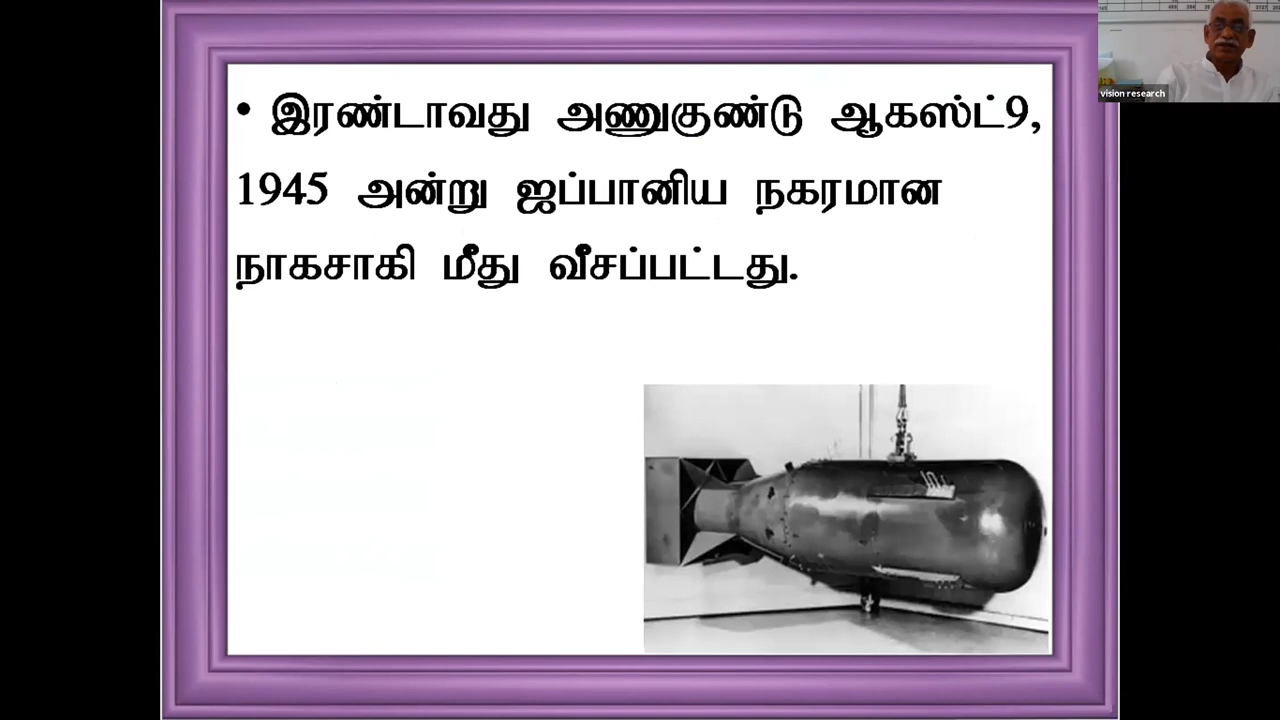 • இரண்டாவது அணுகுண்டு ஆகஸ்ட்9,
1945 அன்று ஜப்பானிய நகரமான
நாகசாகி மீது வீசப்பட்டது.
vision research